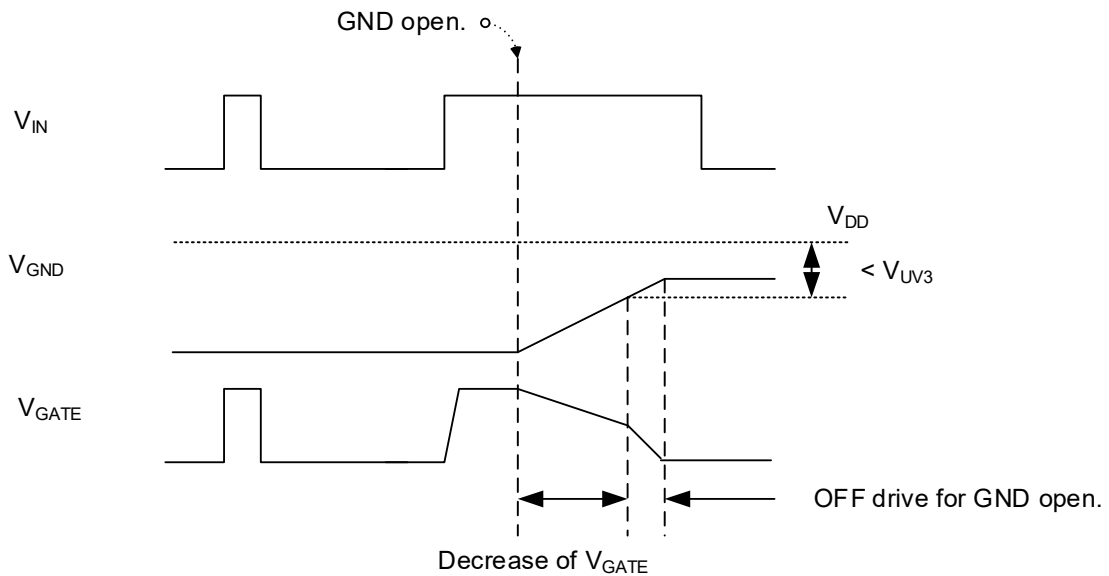 GND open.
VIN
VDD
VGND
< VUV3
VGATE
OFF drive for GND open.
Decrease of VGATE